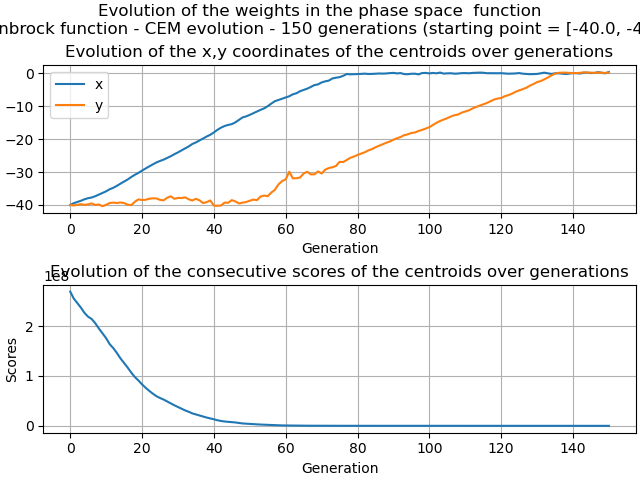 Evolution of the weights in the phase space  function
nbrock function - CEM evolution - 150 generations (starting point = [-40.0, -4
Evolution of the x,y coordinates of the centroids over generations
0
−10
−20
−30
−40
x
y
0 20 40 60 80 100 120 140
Generation
Evolution of the consecutive scores of the centroids over generations
1e8
2
1
0
Scores
0 20 40 60 80 100 120 140
Generation